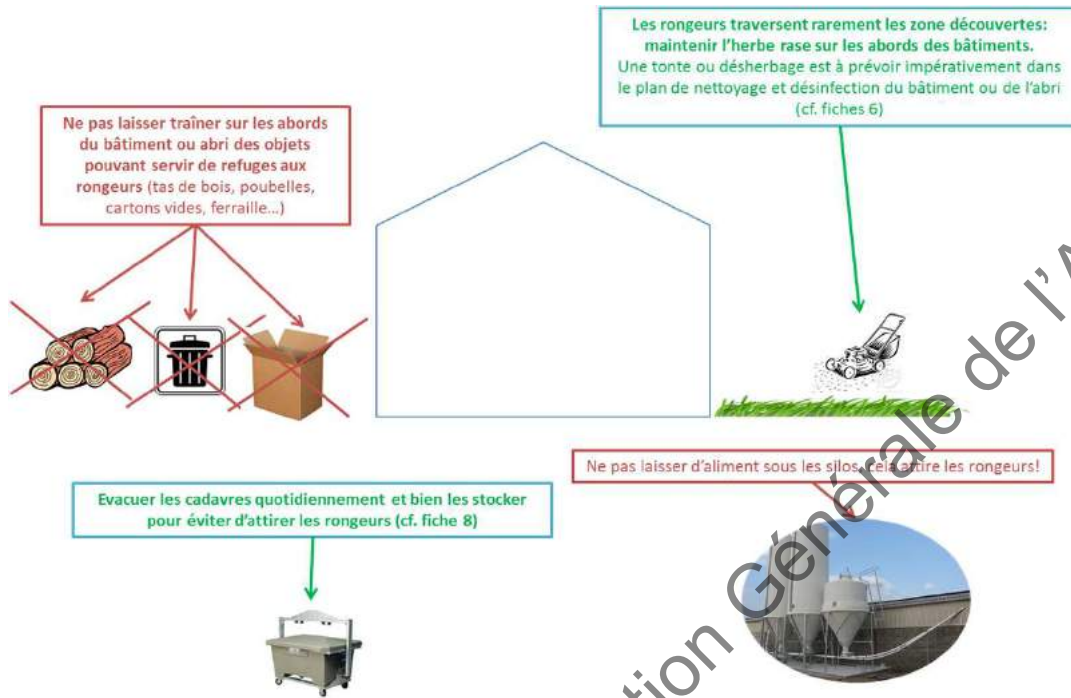 Les rongeurs traversent rarement les zone découvertes:
maintenir l'herbe rase sur les abords des bâtiments.
Une tonte ou désherbage est à prévoir impérativement dans
le plan de nettoyage et désinfection du bâtiment ou de l'abri
(cf. fiches 6)
Ne pas laisser traîner sur les abords
du bâtiment ou abri des objets
pouvant servir de refuges aux
rongeurs (tas de bois, poubelles,
cartons vides, ferraille...)
Ne pas laisser d'aliment sous les silos, cela attire les rongeurs!
Evacuer les cadavres quotidiennement et bien les stocker
pour éviter d'attirer les rongeurs (cf. fiche 8)
tion Générale de l'A